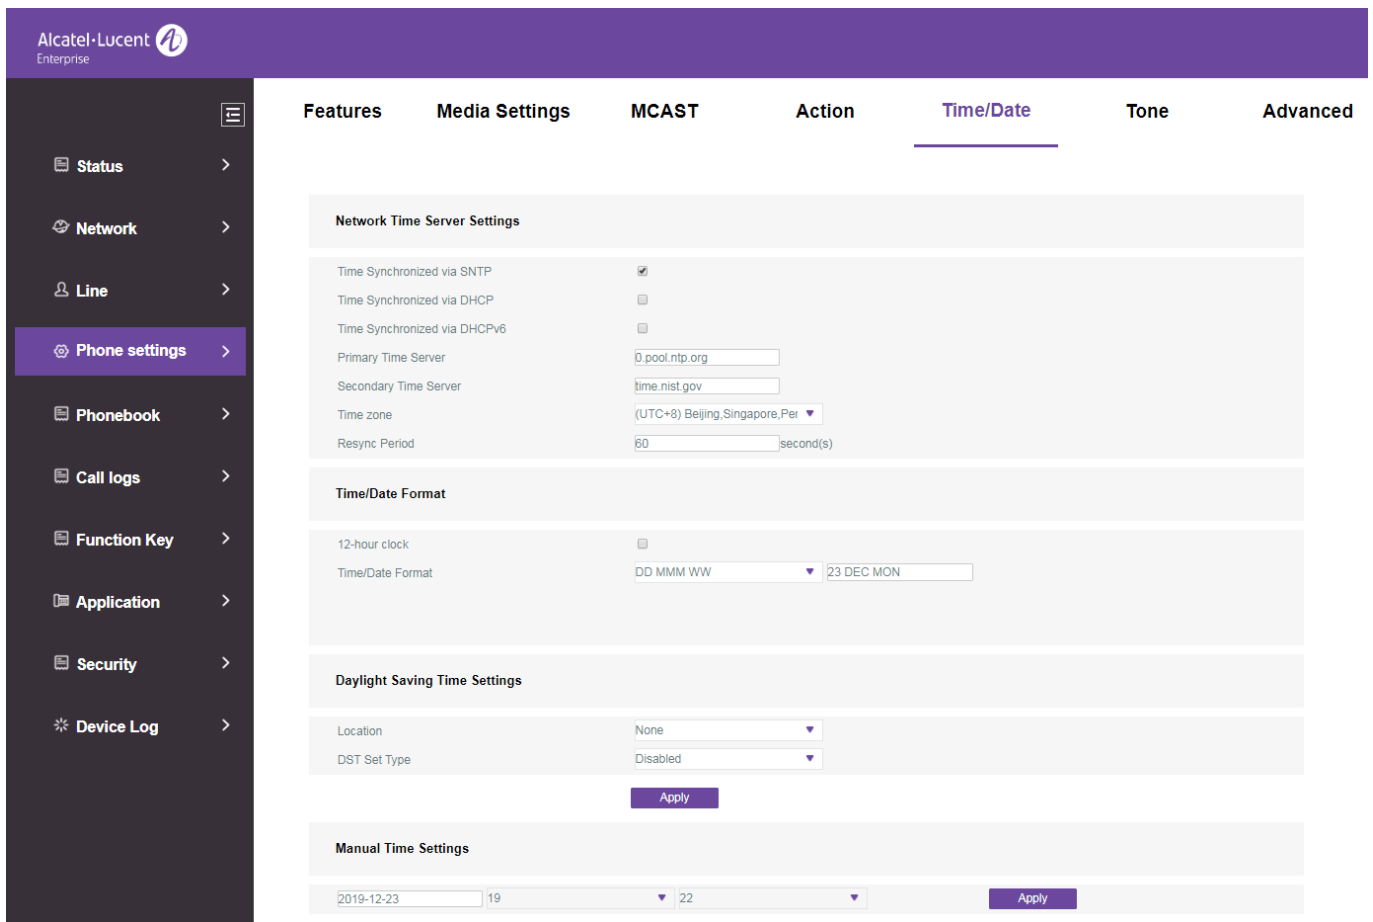 Alcatel·Lucent
Enterprise
Features Media Settings MCAST Action Time/Date Tone Advanced
Status
Network
Line
Phone settings
Phonebook
Call logs
Function Key
Application
Security
Device Log
Network Time Server Settings
Time Synchronized via SNTP
Time Synchronized via DHCP
Time Synchronized via DHCPv6
Primary Time Server 0.pool.ntp.org
Secondary Time Server time.nist.gov
Time zone (UTC+8) Beijing,Singapore,Per
Resync Period 60 second(s)
Time/Date Format
12-hour clock
Time/Date Format DD MMM WW 23 DEC MON
Daylight Saving Time Settings
Location None
DST Set Type Disabled
Apply
Manual Time Settings
2019-12-23 19 22 Apply